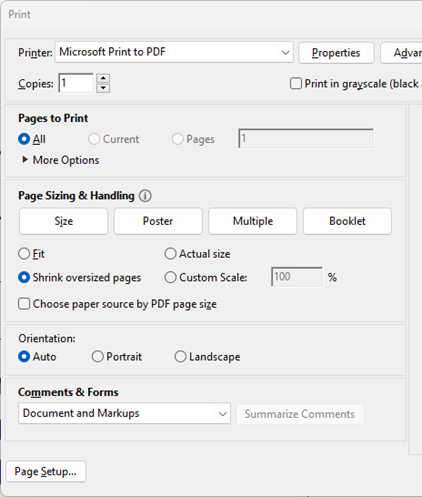 Print
Printer: Microsoft Print to PDF Properties Advan
Copies: 1 Print in grayscale (black a
Pages to Print
All Current Pages 1
More Options
Page Sizing & Handling
Size Poster Multiple Booklet
Fit Actual size
Shrink oversized pages Custom Scale: 100 %
Choose paper source by PDF page size
Orientation:
Auto Portrait Landscape
Comments & Forms
Document and Markups Summarize Comments
Page Setup...